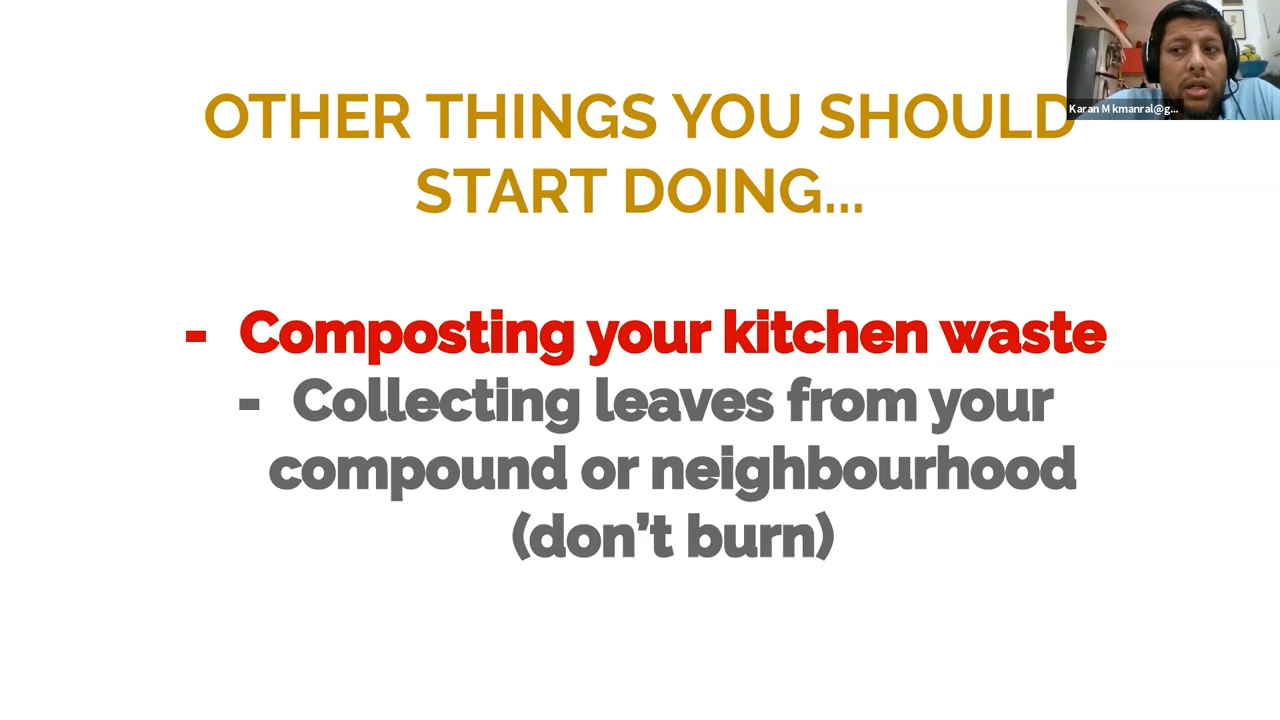 OTHER THINGS YOU SHOULD
START DOING...
Karan M kmanral@g...
- Composting your kitchen waste
- Collecting leaves from your
compound or neighbourhood
(don't burn)